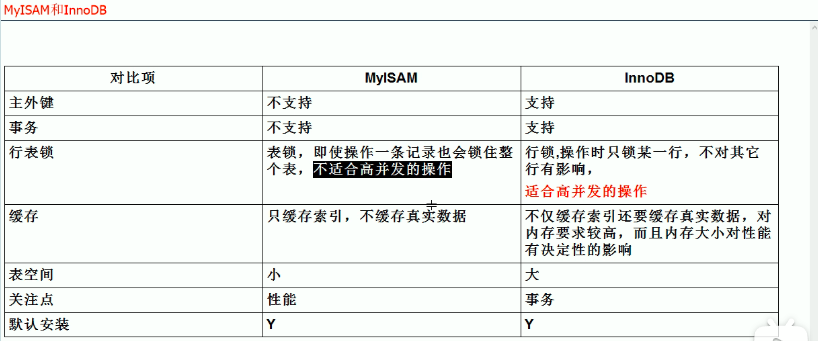 MyISAM和InnoDB
对比项 MyISAM InnoDB
主外键 不支持 支持
事务 不支持 支持
行表锁 表锁，即使操作一条记录也会锁住整 行锁,操作时只锁某一行，不对其它
个表，不适合高并发的操作 行有影响，
适合高并发的操作
缓存 只缓存索引，不缓存真实数据 不仅缓存索引还要缓存真实数据，对
内存要求较高，而且内存大小对性能
有决定性的影响
表空间 小 大
关注点 性能 事务
默认安装 Y Y